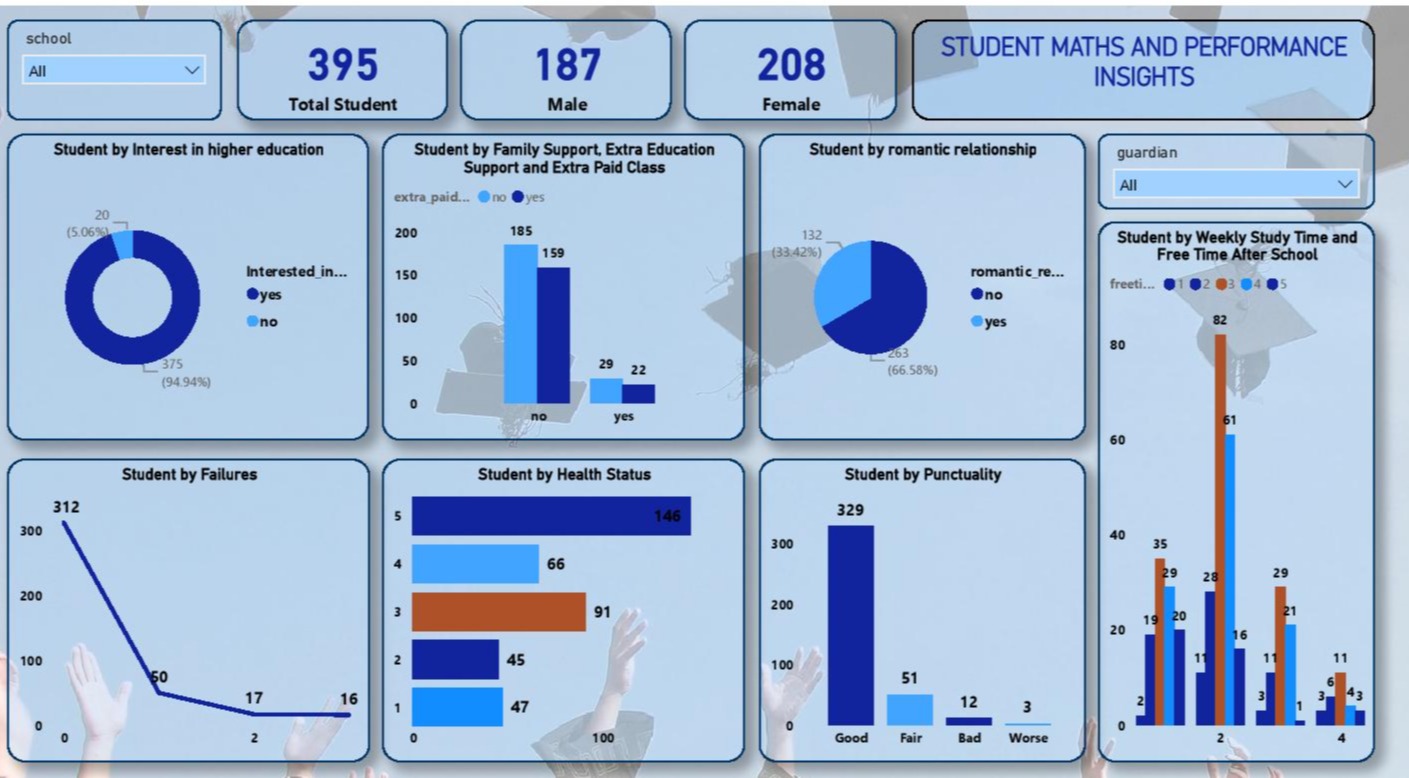 school
All
395
Total Student
187
Male
208
Female
STUDENT MATHS AND PERFORMANCE
INSIGHTS
Student by Interest in higher education
20
(5.06%)
375
(94.94%)
Interested_in...
yes
no
Student by Family Support, Extra Education
Support and Extra Paid Class
extra_paid... no yes
200
150
100
50
0
185
159
29
22
no
yes
Student by romantic relationship
132
(33.42%)
263
(66.58%)
romantic_re...
no
yes
guardian
All
Student by Weekly Study Time and
Free Time After School
freeti... 1 2 3 4 5
80
60
40
20
0
2
19
35
29
20
11
28
82
61
16
3
11
29
21
1
3
6
11
4
3
2
4
Student by Failures
300
200
100
0
312
50
17
16
0
2
Student by Health Status
5
146
4
66
3
91
2
45
1
47
0
100
Student by Punctuality
300
200
100
0
329
51
12
3
Good
Fair
Bad
Worse